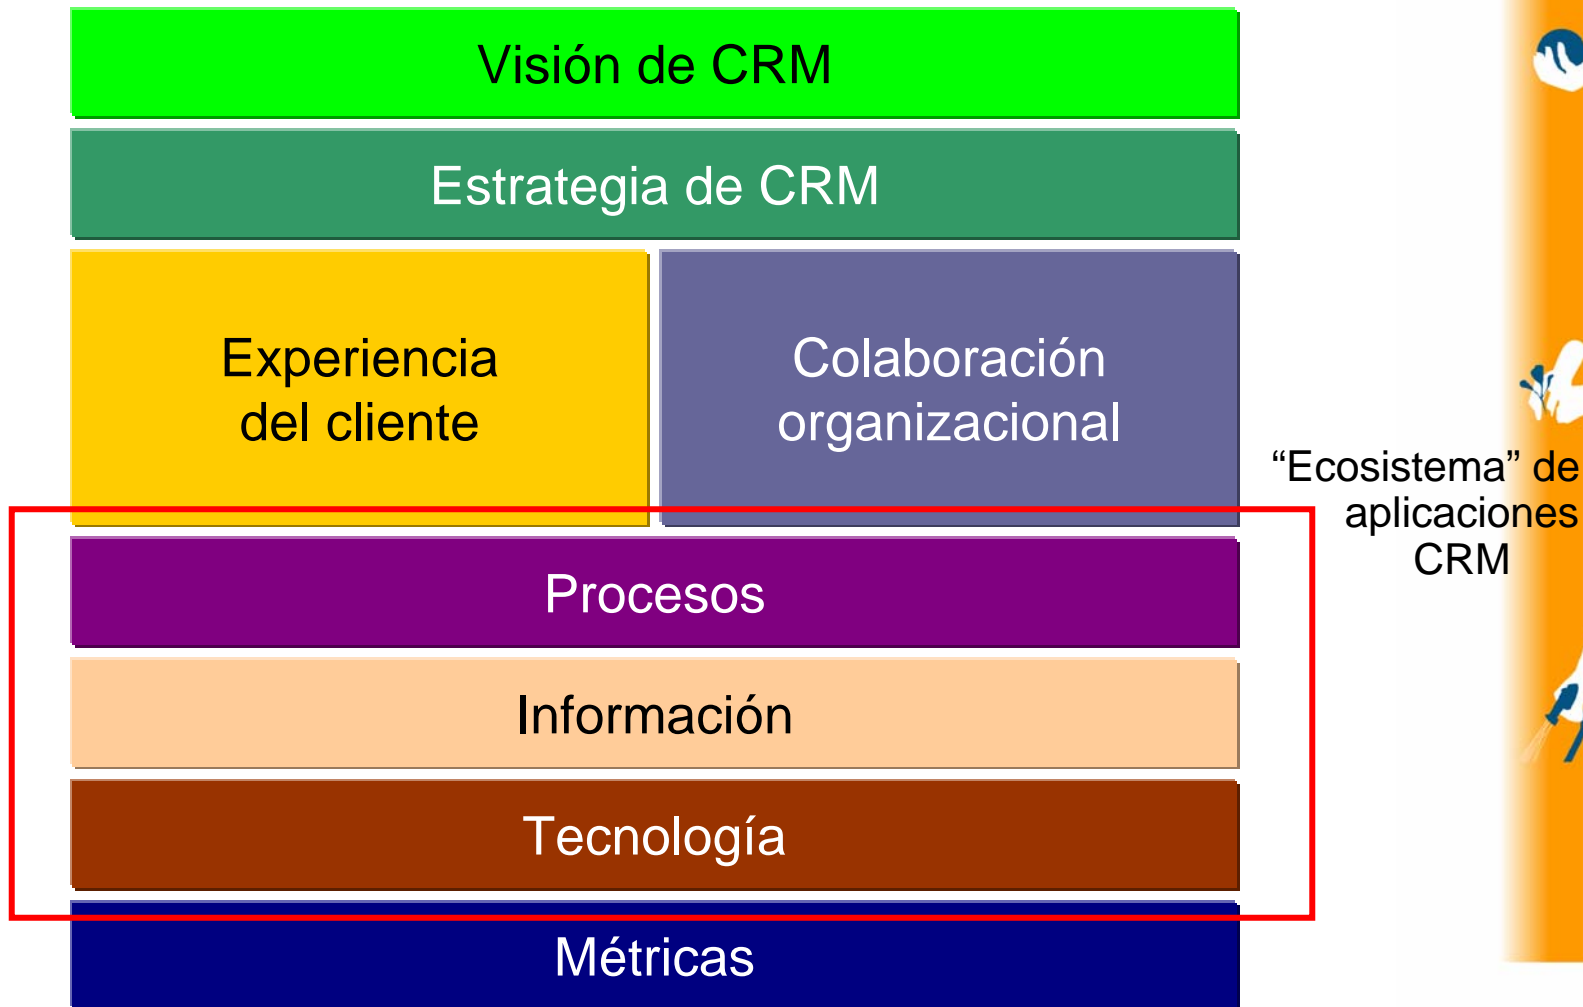 Visión de CRM
Estrategia de CRM
Experiencia
del cliente
Colaboración
organizacional
“Ecosistema” de
aplicaciones
CRM
Procesos
Información
Tecnología
Métricas